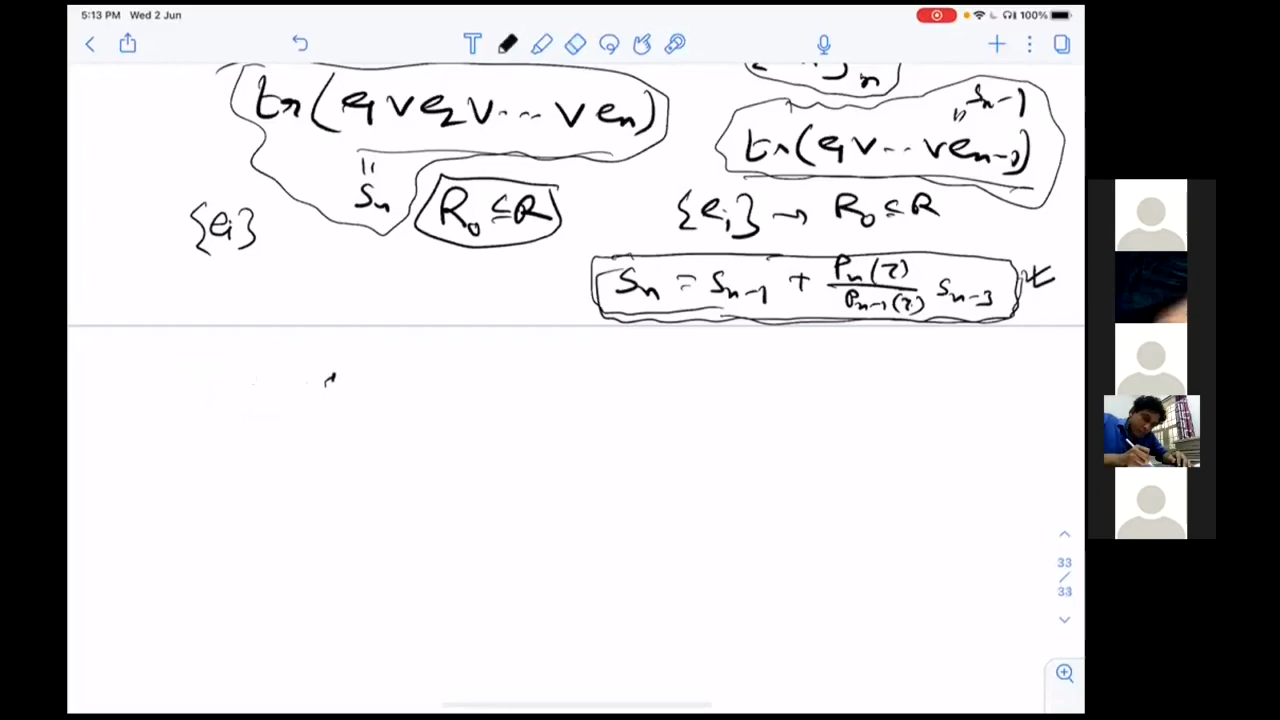 5:13 PM Wed 2 Jun
100%
tr(e₁ ∨ e₂ ∨ ... ∨ eₙ)
Sₙ₋₁
tr(e₁ ∨ ... ∨ eₙ₋₁)
Sₙ
R₀ ⊆ R
{eᵢ}
{eᵢ} → R₀ ⊆ R
Sₙ = Sₙ₋₁ + Pₙ(τ) / Pₙ₋₁(τ) Sₙ₋₃
33
/
33